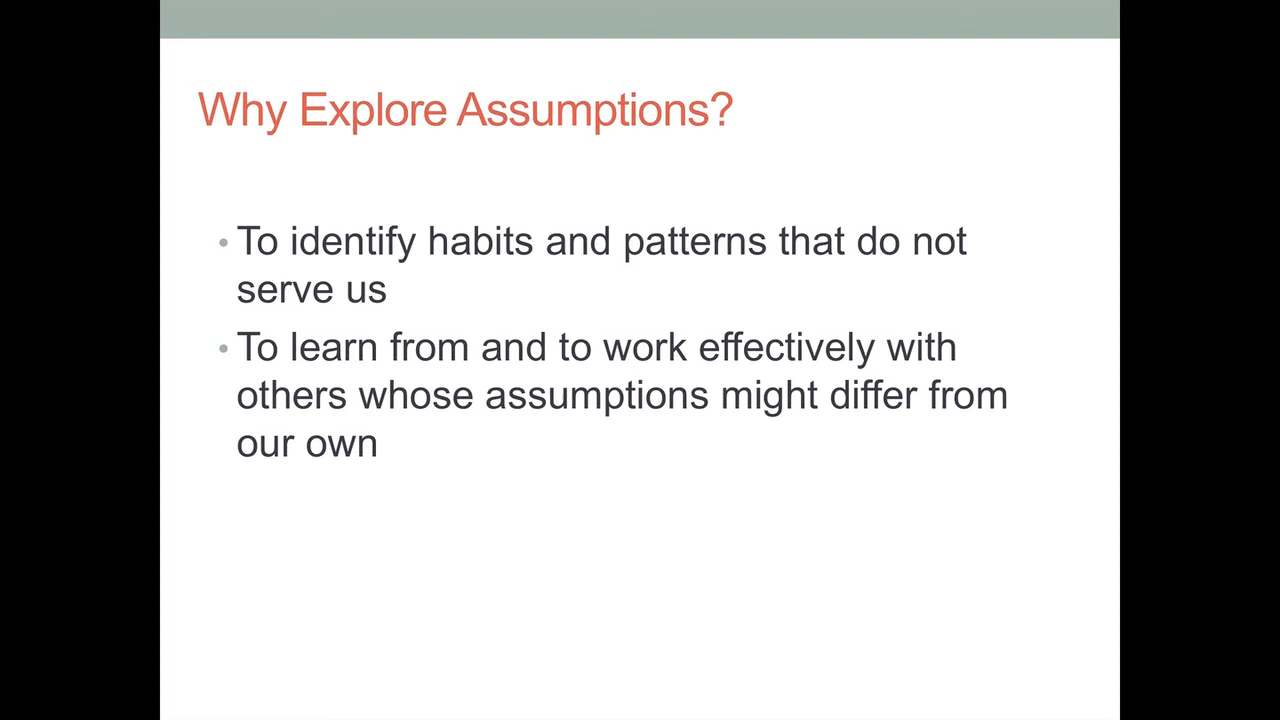 Why Explore Assumptions?
• To identify habits and patterns that do not
serve us
• To learn from and to work effectively with
others whose assumptions might differ from
our own